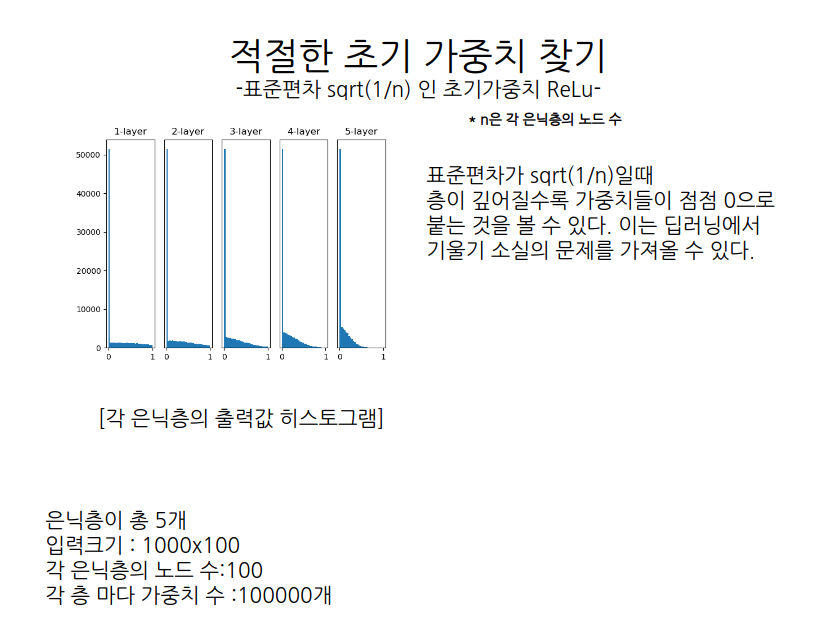 적절한 초기 가중치 찾기
-표준편차 sqrt(1/n) 인 초기가중치 ReLu-
* n은 각 은닉층의 노드 수
1-layer 2-layer 3-layer 4-layer 5-layer
50000
40000
30000
20000
10000
0
0 1 0 1 0 1 0 1 0 1
표준편차가 sqrt(1/n)일때
층이 깊어질수록 가중치들이 점점 0으로
붙는 것을 볼 수 있다. 이는 딥러닝에서
기울기 소실의 문제를 가져올 수 있다.
[각 은닉층의 출력값 히스토그램]
은닉층이 총 5개
입력크기 : 1000x100
각 은닉층의 노드 수:100
각 층 마다 가중치 수 :100000개